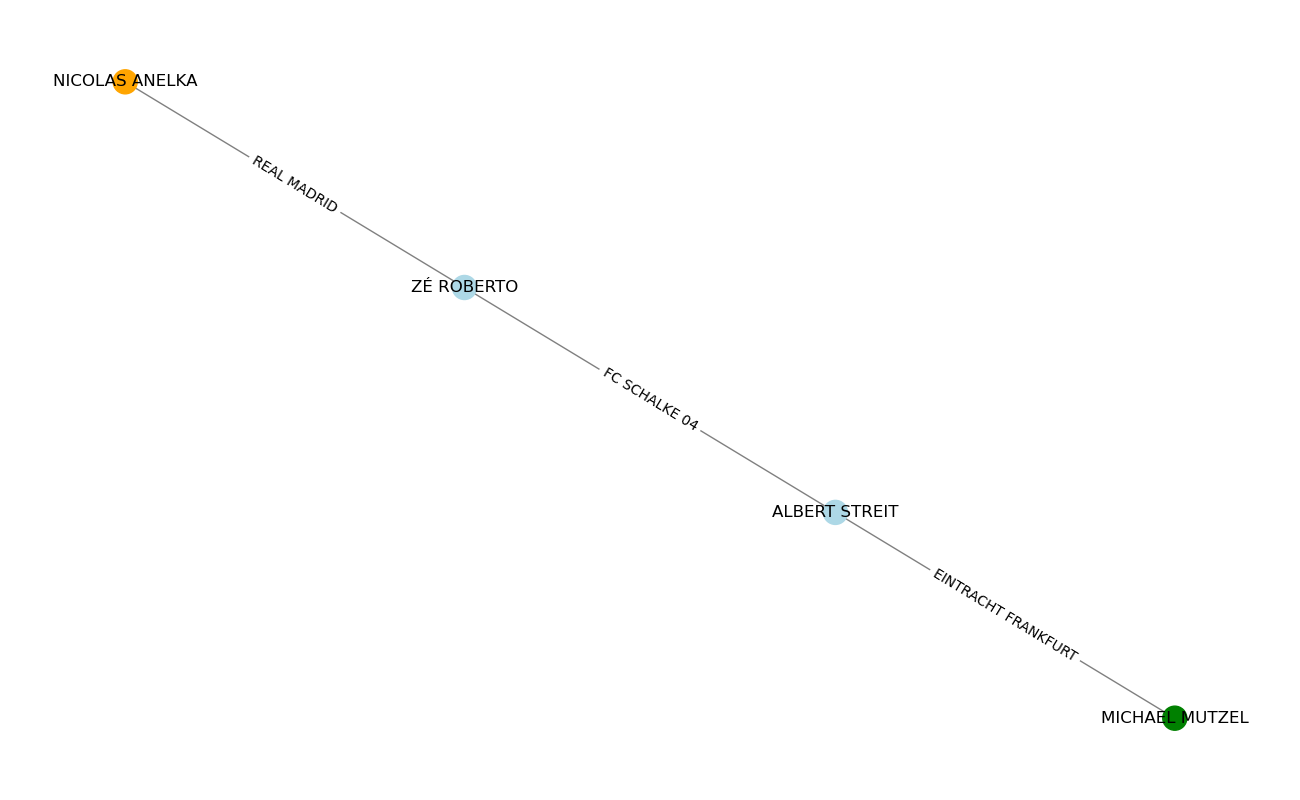 NICOLAS ANELKA
REAL MADRID
ZÉ ROBERTO
FC SCHALKE 04
ALBERT STREIT
EINTRACHT FRANKFURT
MICHAEL MUTZEL